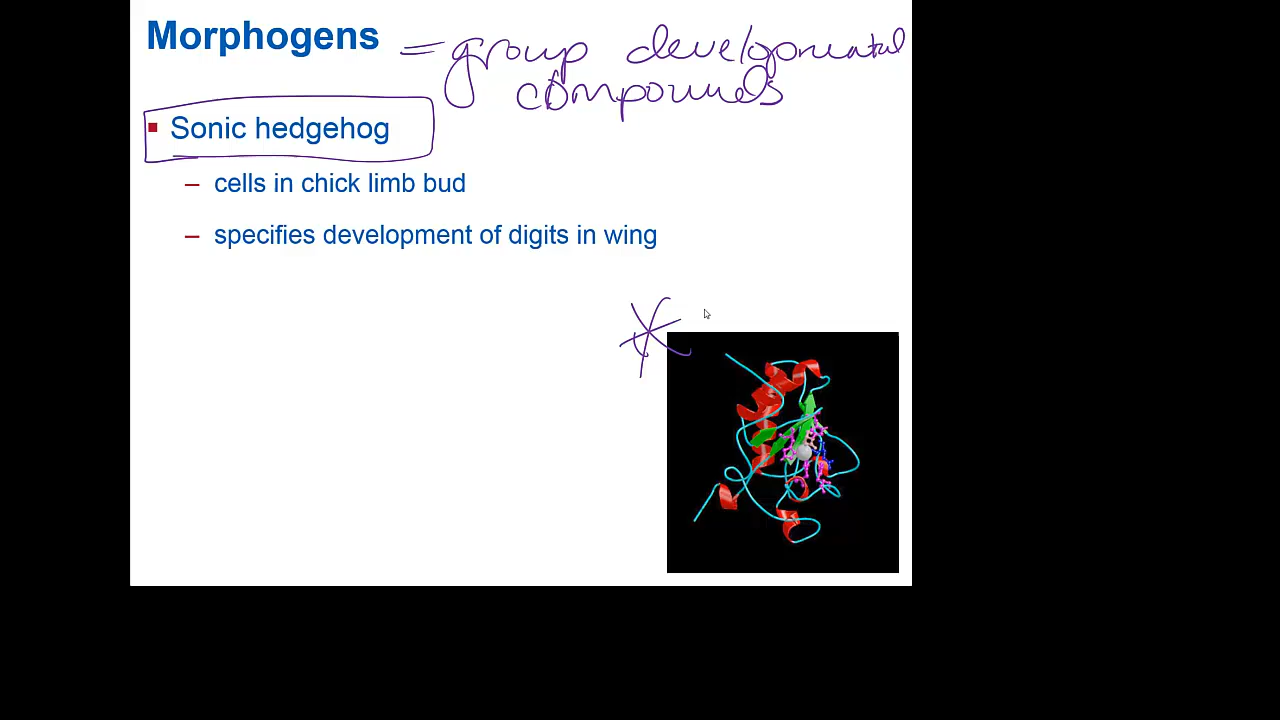 Morphogens = group developmental
compounds
▪ Sonic hedgehog
– cells in chick limb bud
– specifies development of digits in wing